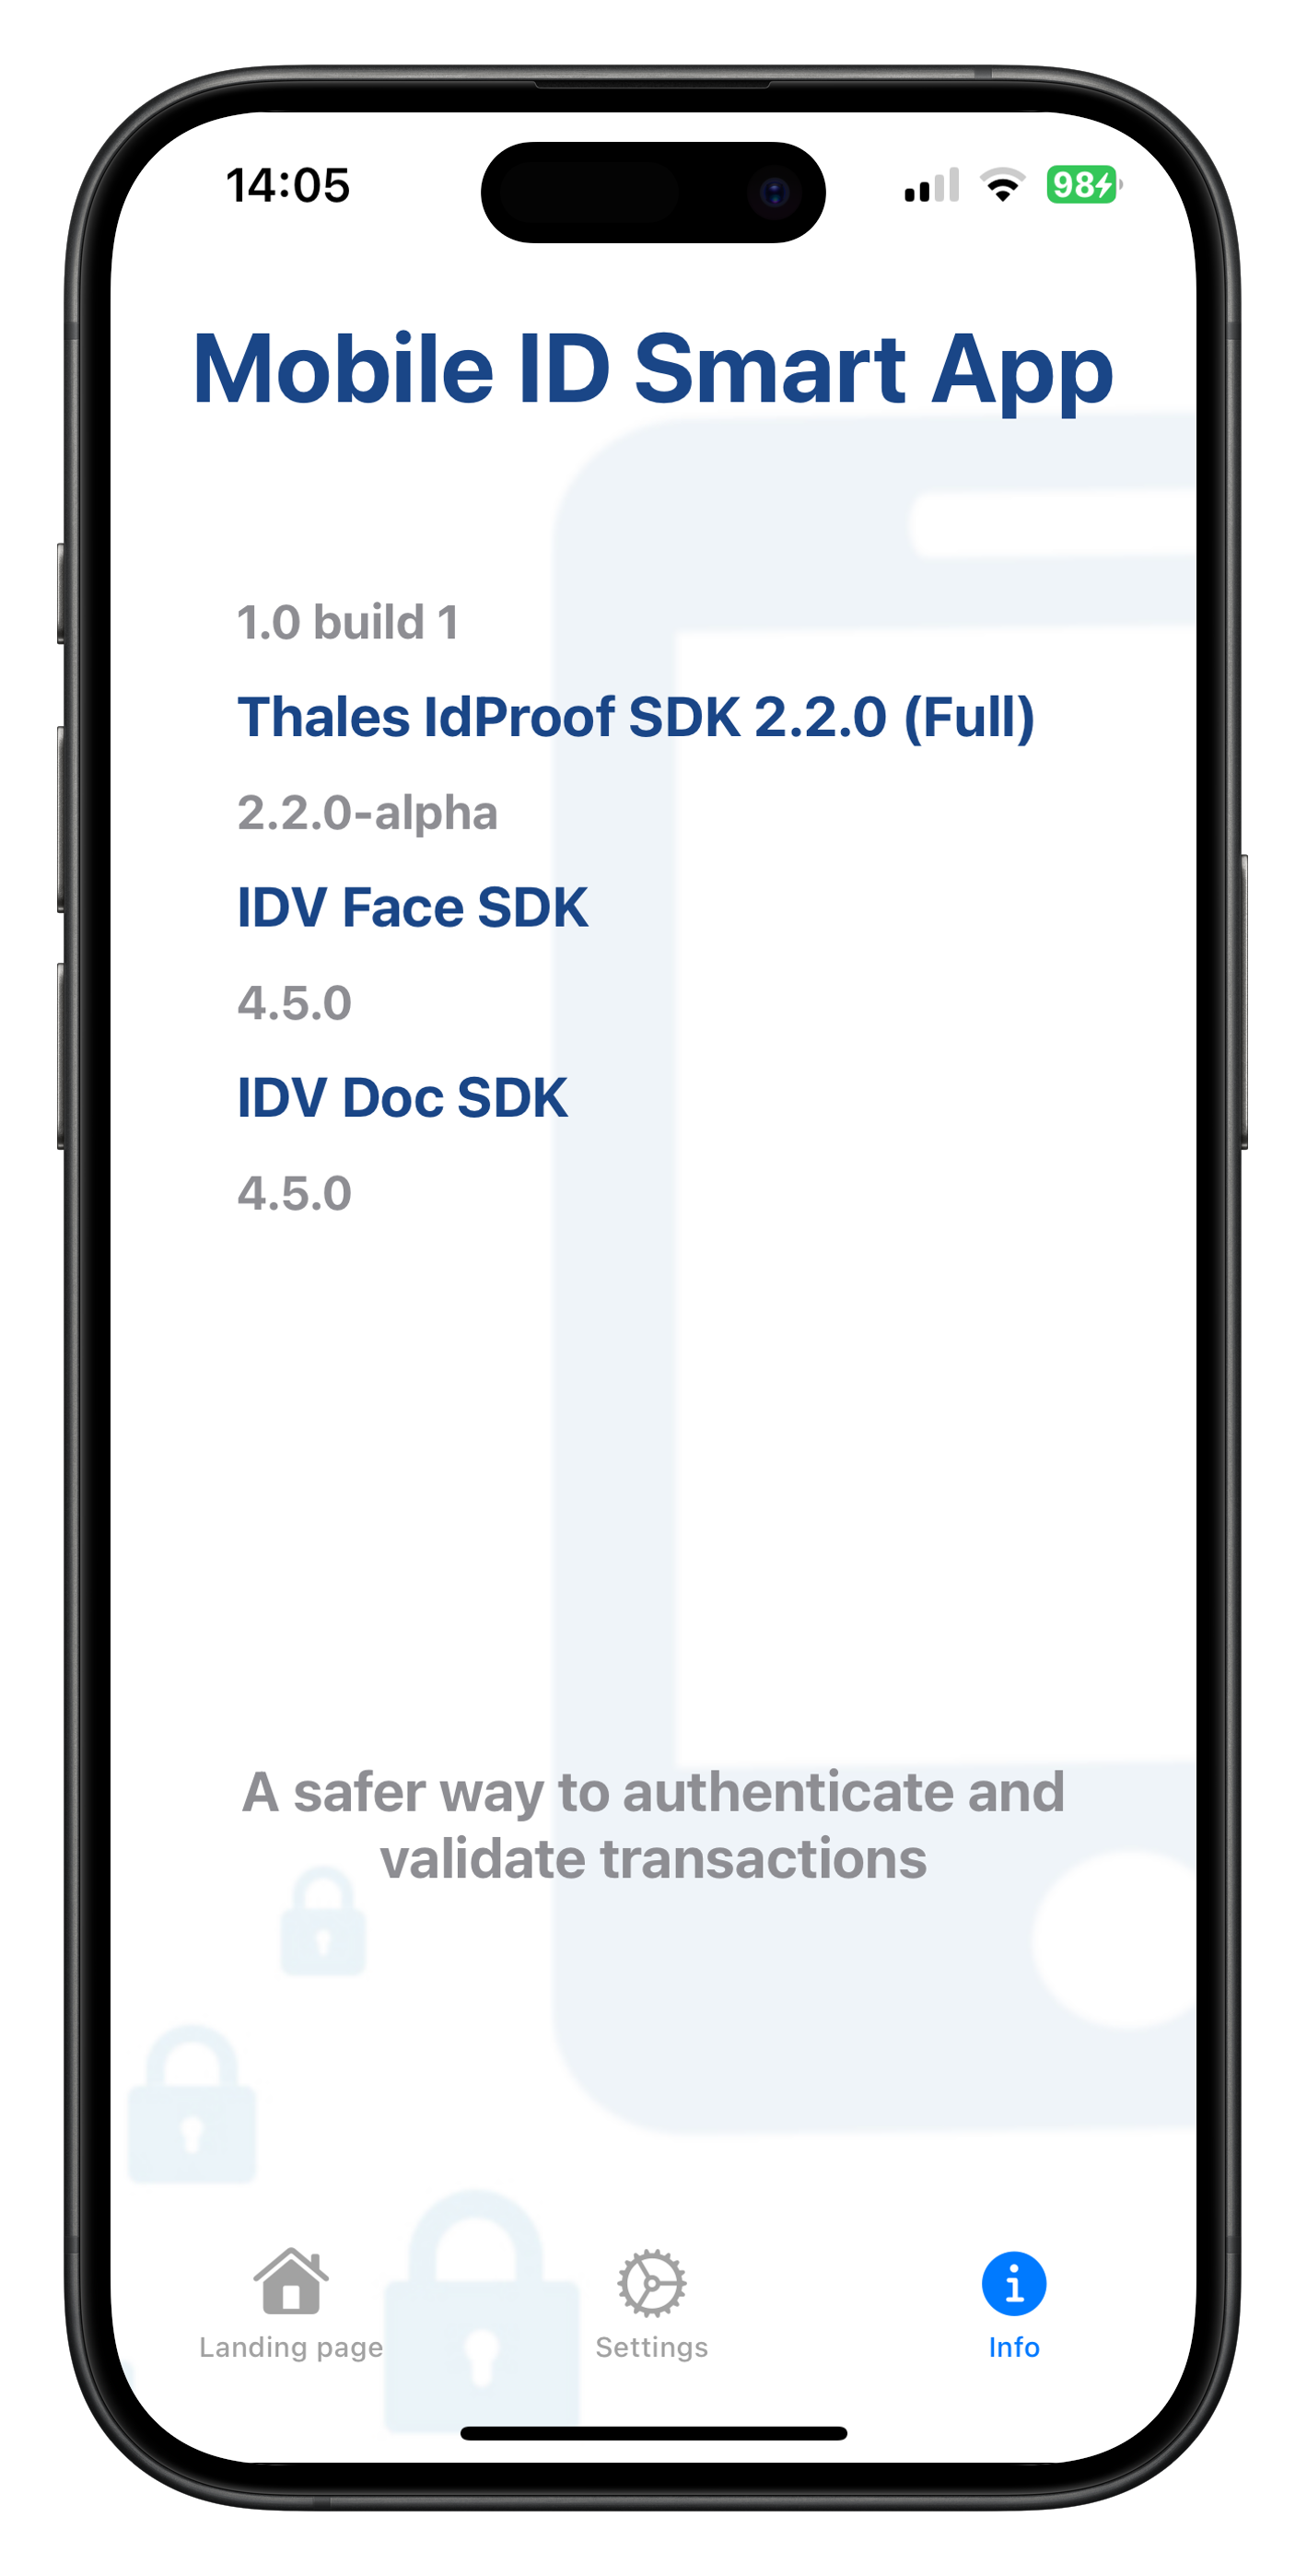 14:05
98
Mobile ID Smart App
1.0 build 1
Thales IdProof SDK 2.2.0 (Full)
2.2.0-alpha
IDV Face SDK
4.5.0
IDV Doc SDK
4.5.0
A safer way to authenticate and
validate transactions
Landing page
Settings
Info